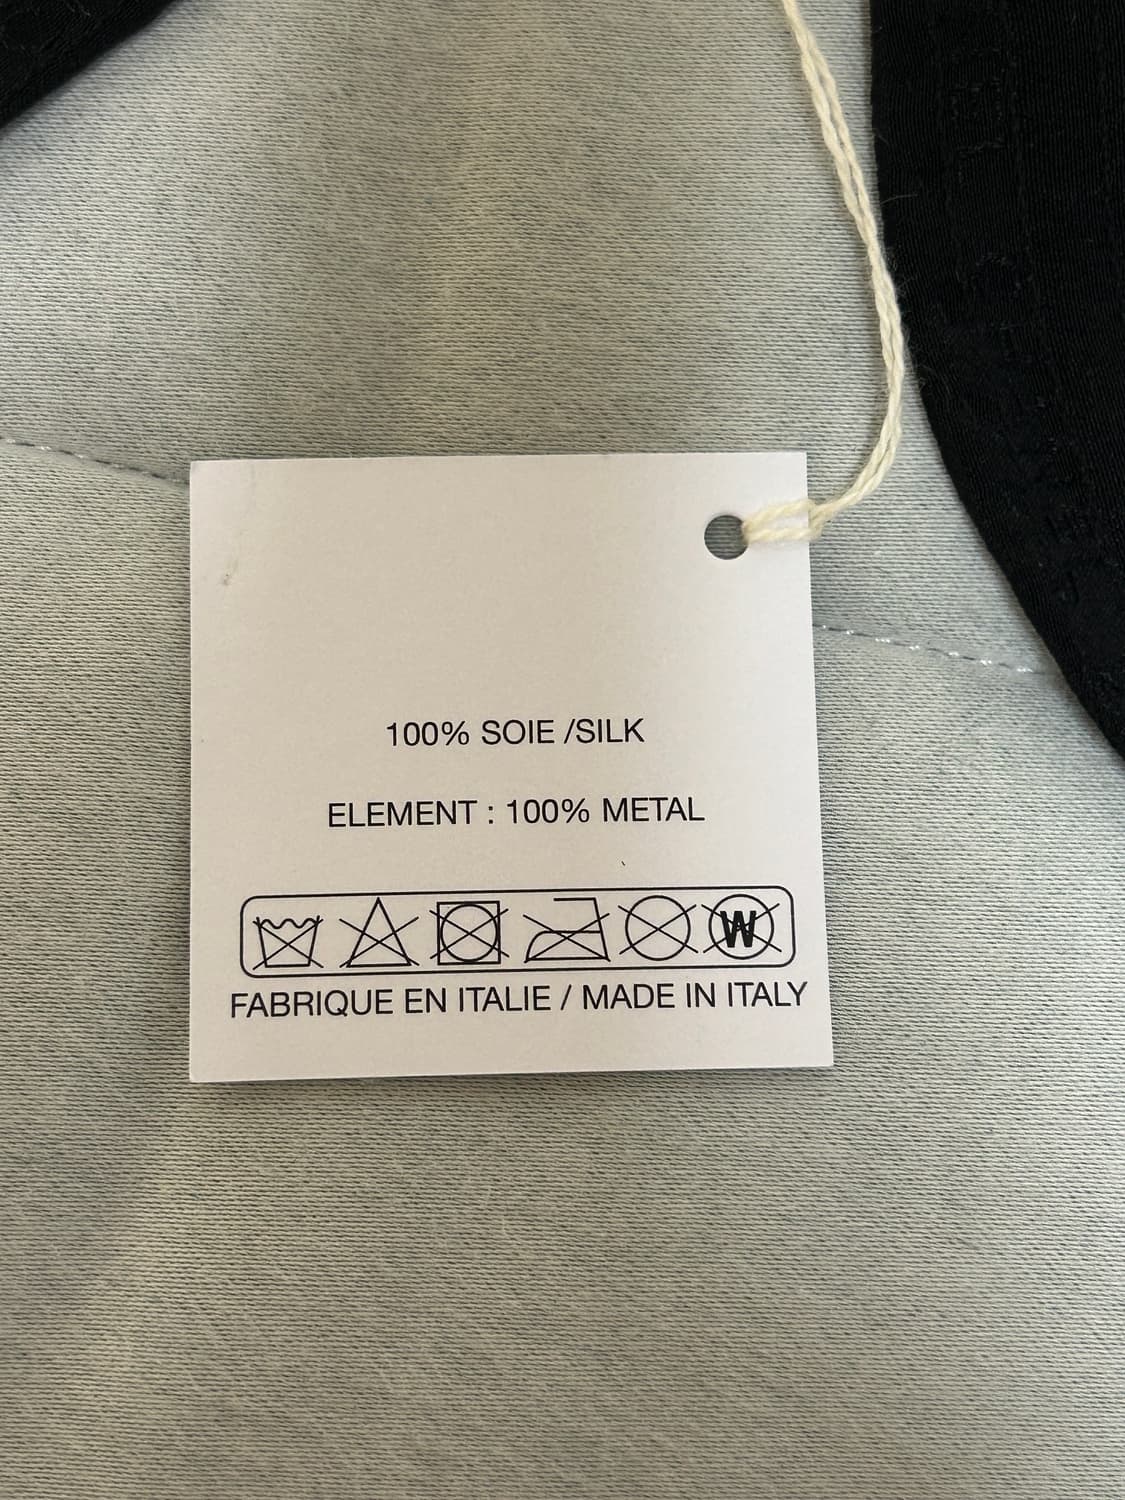 100% SOIE /SILK
ELEMENT : 100% METAL
W
FABRIQUE EN ITALIE / MADE IN ITALY